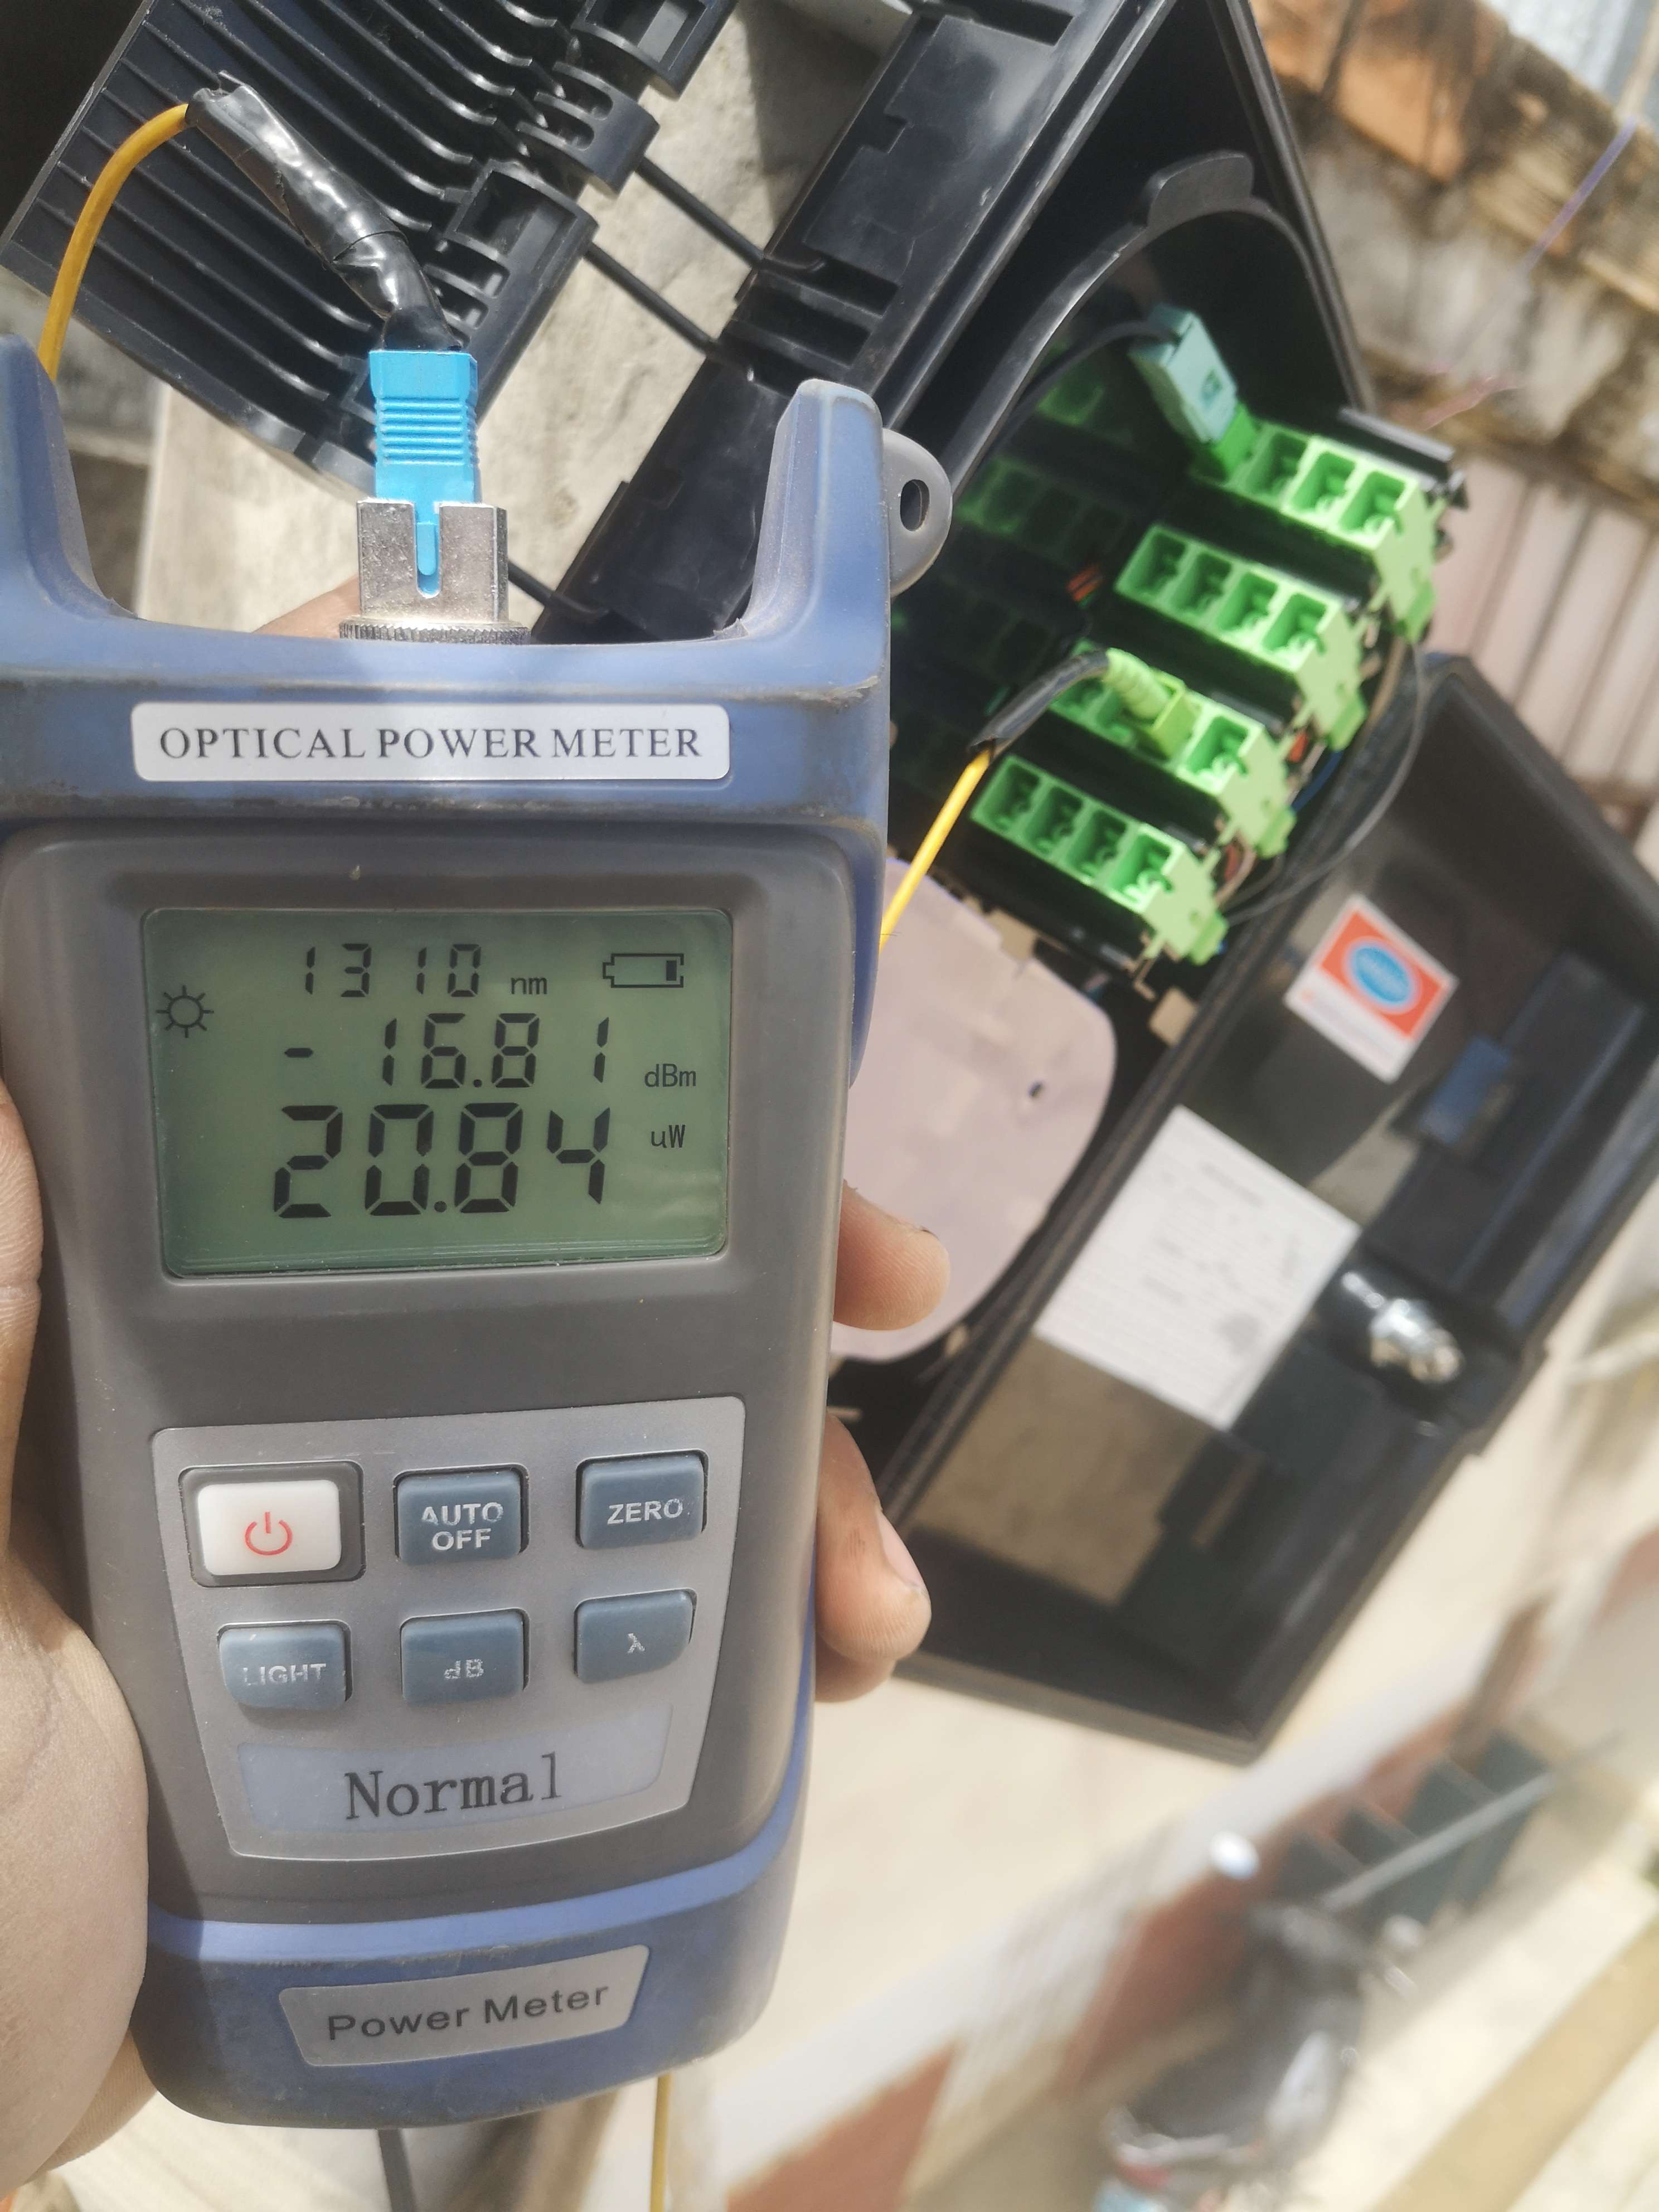 OPTICAL POWER METER
1310 nm
- 16.81 dBm
20.84 uW
AUTO OFF
ZERO
LIGHT
dB
λ
Normal
Power Meter